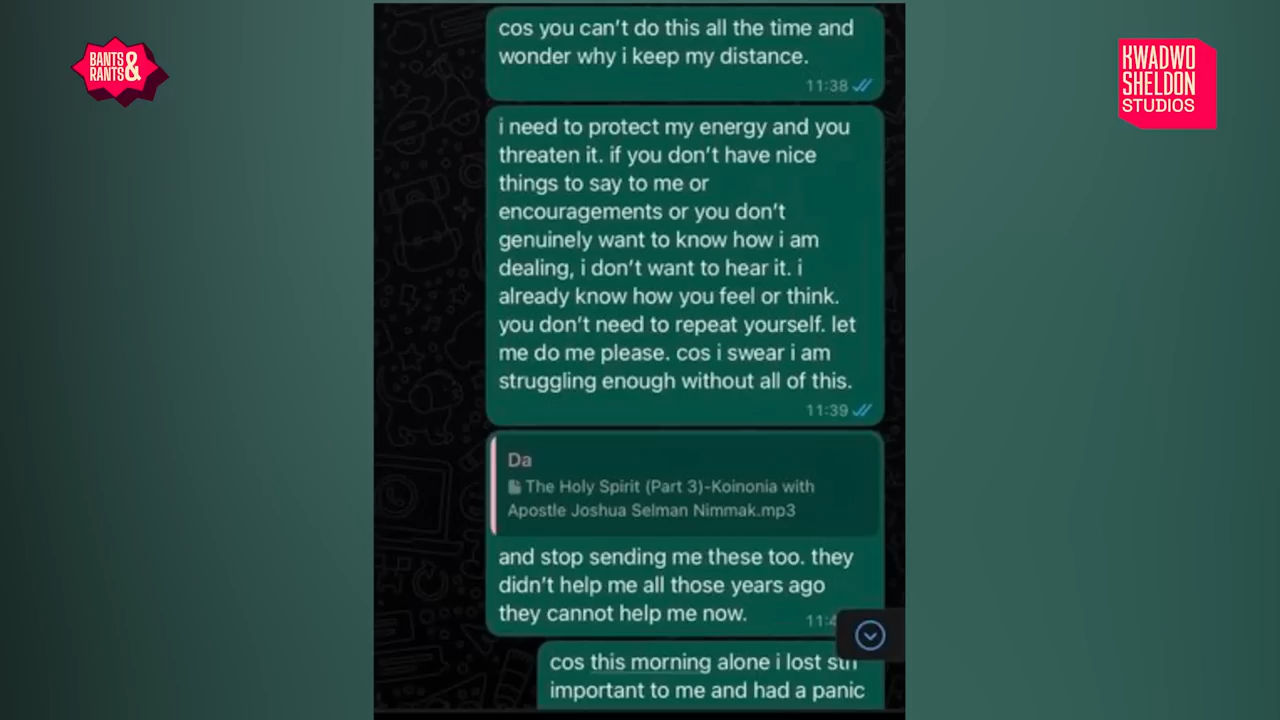 BANTS
& RANTS
KWADWO
SHELDON
STUDIOS
cos you can't do this all the time and
wonder why i keep my distance.
11:38
i need to protect my energy and you
threaten it. if you don't have nice
things to say to me or
encouragements or you don't
genuinely want to know how i am
dealing, i don't want to hear it. i
already know how you feel or think.
you don't need to repeat yourself. let
me do me please. cos i swear i am
struggling enough without all of this.
11:39
Da
The Holy Spirit (Part 3)-Koinonia with
Apostle Joshua Selman Nimmak.mp3
and stop sending me these too. they
didn't help me all those years ago
they cannot help me now.
cos this morning alone i lost sth
important to me and had a panic